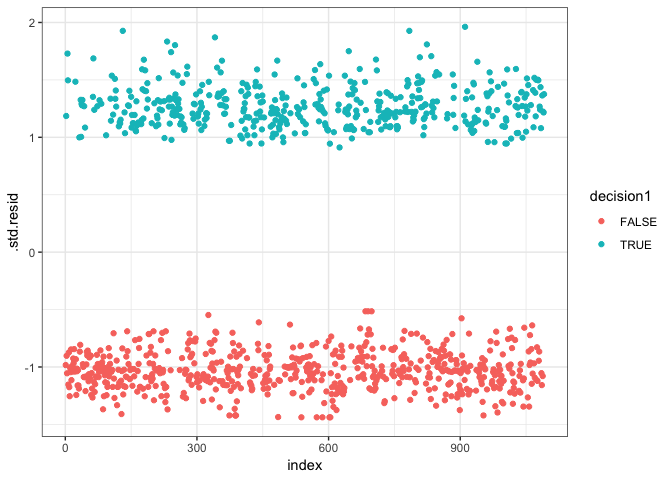 2
1
0
-1
.std.resid
0
300
600
900
index
decision1
FALSE
TRUE